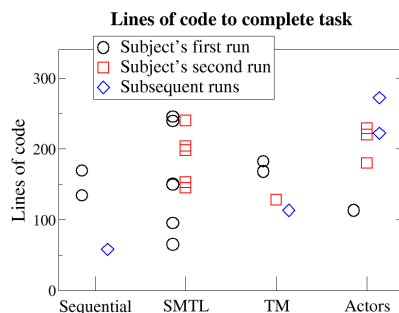 Lines of code to complete task
Subject's first run
Subject's second run
Subsequent runs
Lines of code
300
200
100
0
Sequential
SMTL
TM
Actors